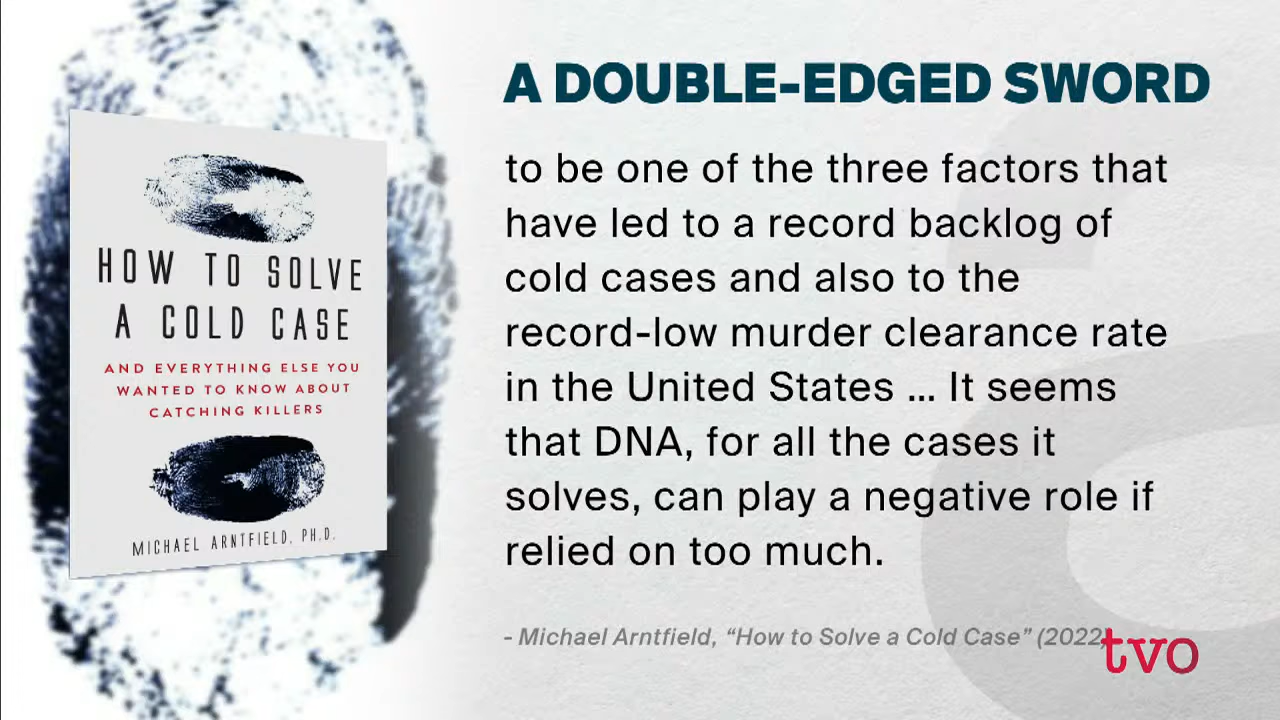 HOW TO SOLVE
A COLD CASE
AND EVERYTHING ELSE YOU
WANTED TO KNOW ABOUT
CATCHING KILLERS
MICHAEL ARNTFIELD, PH.D.
A DOUBLE-EDGED SWORD
to be one of the three factors that
have led to a record backlog of
cold cases and also to the
record-low murder clearance rate
in the United States ... It seems
that DNA, for all the cases it
solves, can play a negative role if
relied on too much.
- Michael Arntfield, “How to Solve a Cold Case” (2022)
tvo